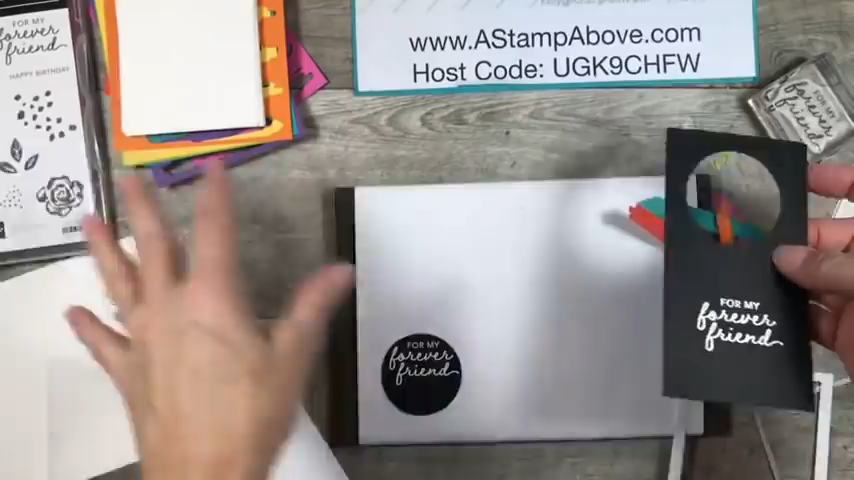 FOR MY
forever
friend
HAPPY BIRTHDAY
www.AStampAbove.com
Host Code: UGK9CHFW
FOR MY
forever
friend
FOR MY
forever
friend
FOR MY
forever
friend